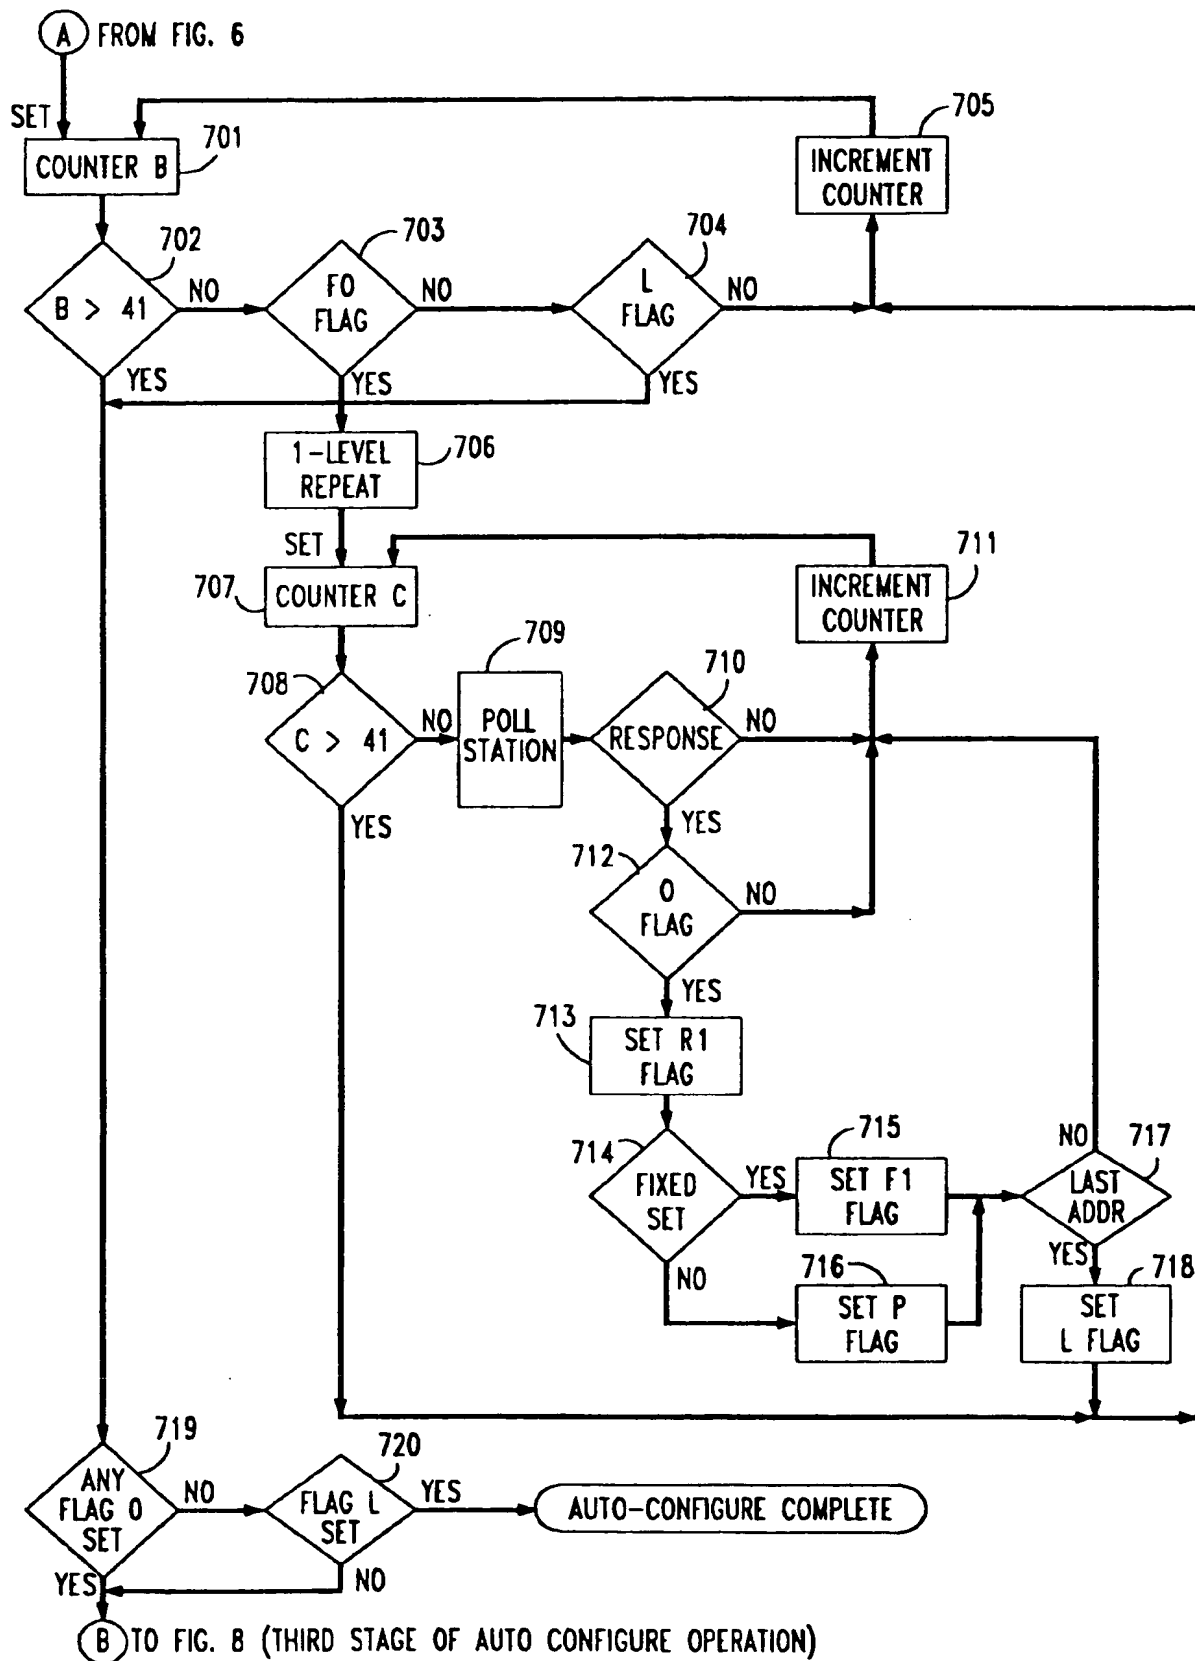 A FROM FIG. 6
SET
701
COUNTER B
705
INCREMENT
COUNTER
702
B > 41
NO
YES
703
F0
FLAG
NO
YES
704
L
FLAG
NO
YES
1-LEVEL
REPEAT
706
SET
707
COUNTER C
711
INCREMENT
COUNTER
708
C > 41
NO
YES
709
POLL
STATION
710
RESPONSE
NO
YES
712
0
FLAG
NO
YES
713
SET R1
FLAG
714
FIXED
SET
YES
NO
715
SET F1
FLAG
716
SET P
FLAG
NO
717
LAST
ADDR
YES
718
SET
L FLAG
719
ANY
FLAG 0
SET
NO
YES
720
FLAG L
SET
YES
NO
AUTO-CONFIGURE COMPLETE
B TO FIG. 8 (THIRD STAGE OF AUTO CONFIGURE OPERATION)